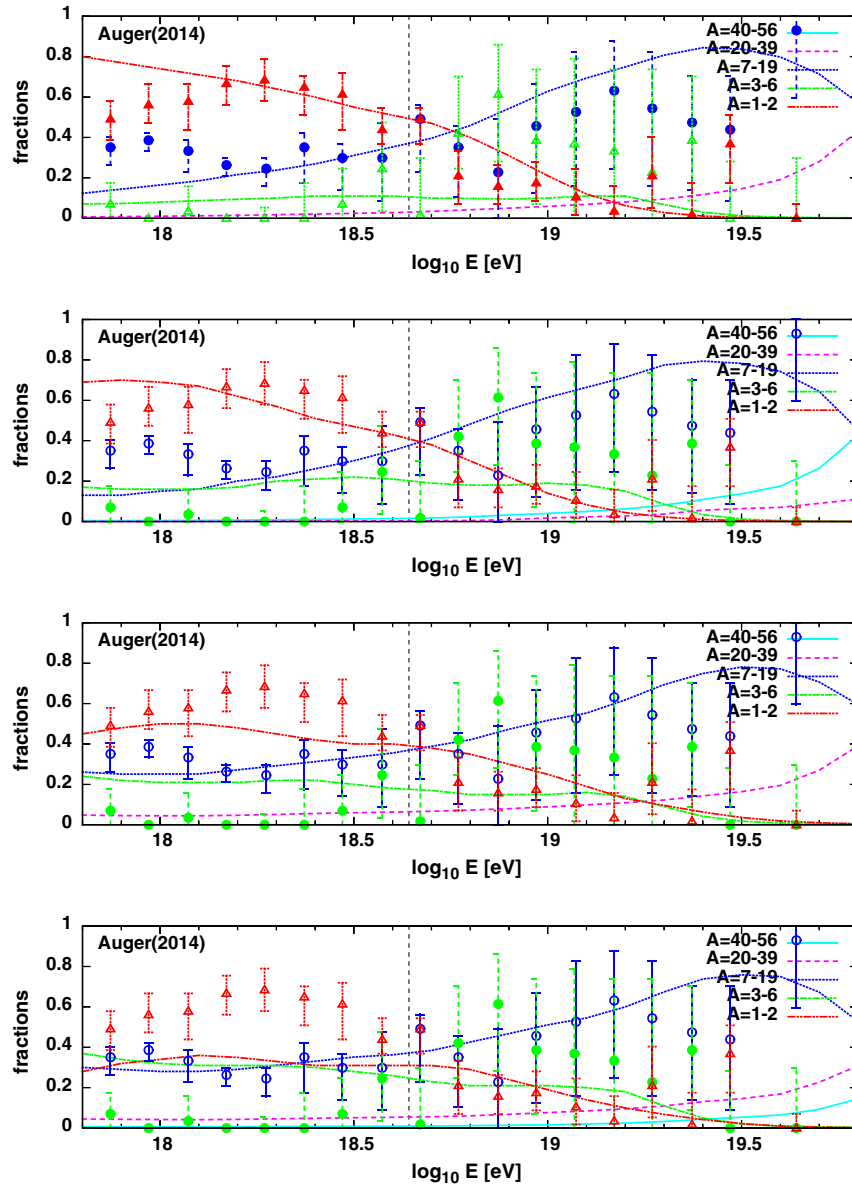 Auger(2014)
A=40-56
A=20-39
A=7-19
A=3-6
A=1-2
fractions
1
0.8
0.6
0.4
0.2
0
18
18.5
19
19.5
log10 E [eV]
Auger(2014)
A=40-56
A=20-39
A=7-19
A=3-6
A=1-2
fractions
1
0.8
0.6
0.4
0.2
0
18
18.5
19
19.5
log10 E [eV]
Auger(2014)
A=40-56
A=20-39
A=7-19
A=3-6
A=1-2
fractions
1
0.8
0.6
0.4
0.2
0
18
18.5
19
19.5
log10 E [eV]
Auger(2014)
A=40-56
A=20-39
A=7-19
A=3-6
A=1-2
fractions
1
0.8
0.6
0.4
0.2
0
18
18.5
19
19.5
log10 E [eV]